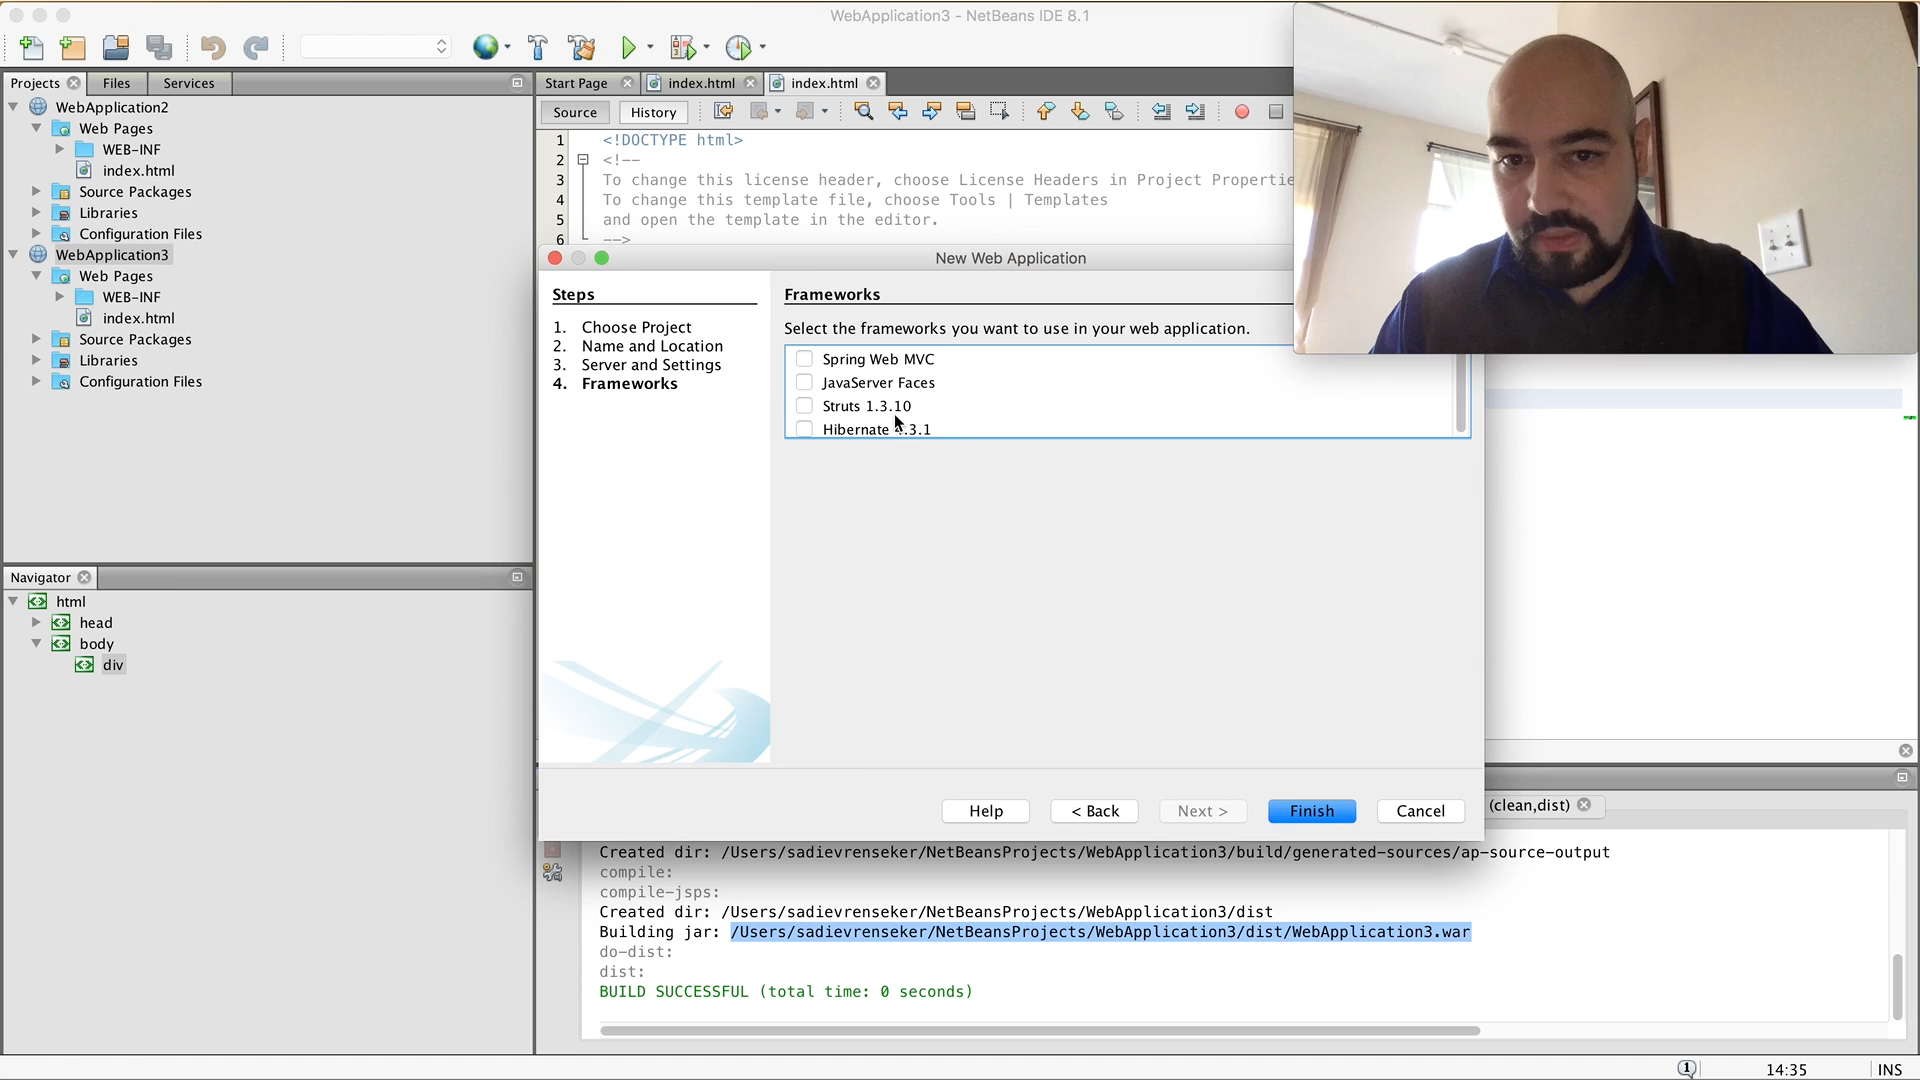 WebApplication3 - NetBeans IDE 8.1
Projects
Files
Services
WebApplication2
Web Pages
WEB-INF
index.html
Source Packages
Libraries
Configuration Files
WebApplication3
Web Pages
WEB-INF
index.html
Source Packages
Libraries
Configuration Files
Navigator
html
head
body
div
Start Page
index.html
index.html
Source
History
1 <!DOCTYPE html>
2 <!--
3 To change this license header, choose License Headers in Project Propertie
4 To change this template file, choose Tools | Templates
5 and open the template in the editor.
6 -->
New Web Application
Steps
1. Choose Project
2. Name and Location
3. Server and Settings
4. Frameworks
Frameworks
Select the frameworks you want to use in your web application.
Spring Web MVC
JavaServer Faces
Struts 1.3.10
Hibernate .3.1
Help
< Back
Next >
Finish
Cancel
(clean,dist)
Created dir: /Users/sadievrenseker/NetBeansProjects/WebApplication3/build/generated-sources/ap-source-output
compile:
compile-jsps:
Created dir: /Users/sadievrenseker/NetBeansProjects/WebApplication3/dist
Building jar: /Users/sadievrenseker/NetBeansProjects/WebApplication3/dist/WebApplication3.war
do-dist:
dist:
BUILD SUCCESSFUL (total time: 0 seconds)
1
14:35
INS